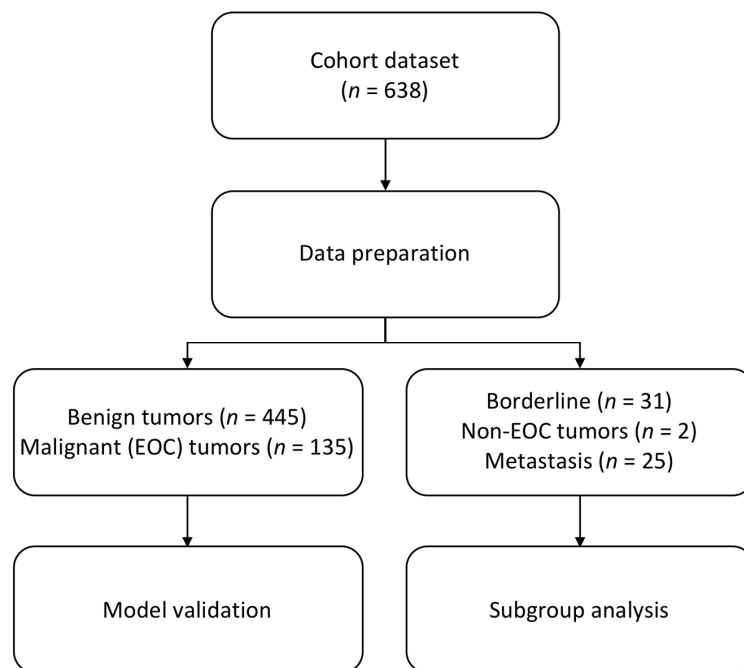 Cohort dataset
(n = 638)
Data preparation
Benign tumors (n = 445)
Malignant (EOC) tumors (n = 135)
Borderline (n = 31)
Non-EOC tumors (n = 2)
Metastasis (n = 25)
Model validation
Subgroup analysis